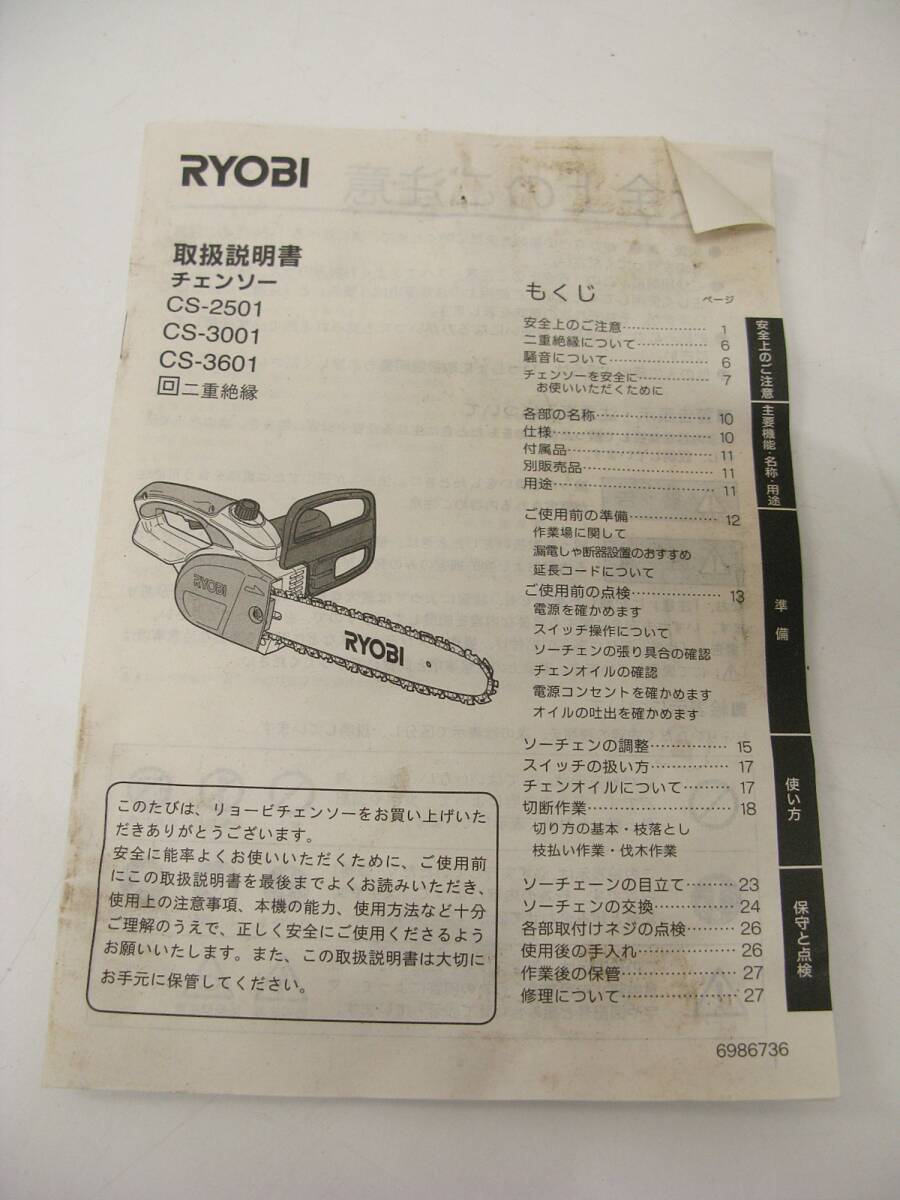 RYOBI
取扱説明書
チェンソー
CS-2501
CS-3001
CS-3601
回二重絶縁
RYOBI
RYOBI
このたびは、リョービチェンソーをお買い上げいた
だきありがとうございます。
安全に能率よくお使いいただくために、ご使用前
にこの取扱説明書を最後までよくお読みいただき、
使用上の注意事項、本機の能力、使用方法など十分
ご理解のうえで、正しく安全にご使用くださるよう
お願いいたします。また、この取扱説明書は大切に
お手元に保管してください。
もくじ
ページ
安全上のご注意…………………1
二重絶縁について………………6
騒音について……………………6
チェンソーを安全に……………7
お使いいただくために
各部の名称………………………10
仕様………………………………10
付属品……………………………11
別販売品…………………………11
用途………………………………11
ご使用前の準備…………………12
作業場に関して
漏電しゃ断器設置のおすすめ
延長コードについて
ご使用前の点検…………………13
電源を確かめます
スイッチ操作について
ソーチェンの張り具合の確認
チェンオイルの確認
電源コンセントを確かめます
オイルの吐出を確かめます
ソーチェンの調整……………15
スイッチの扱い方……………17
チェンオイルについて………17
切断作業………………………18
切り方の基本・枝落とし
枝払い作業・伐木作業
ソーチェーンの目立て………23
ソーチェンの交換……………24
各部取付けネジの点検………26
使用後の手入れ………………26
作業後の保管…………………27
修理について…………………27
安全上のご注意
主要機能・名称・用途
準備
使い方
保守と点検
6986736